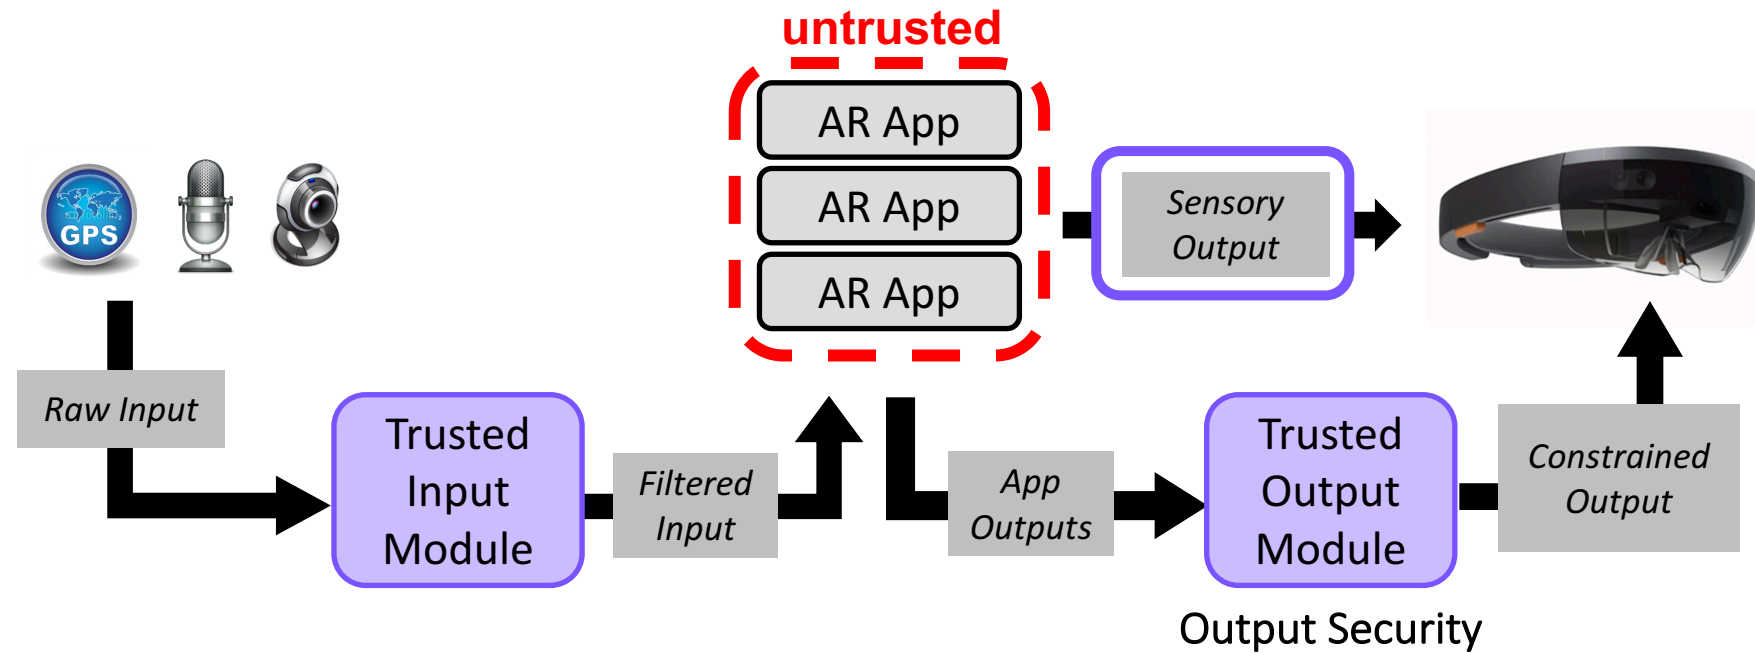 untrusted
AR App
AR App
AR App
Sensory
Output
GPS
Raw Input
Trusted
Input
Module
Filtered
Input
App
Outputs
Trusted
Output
Module
Constrained
Output
Output Security